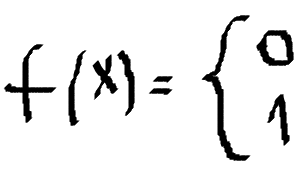 f(x) = { 0
1